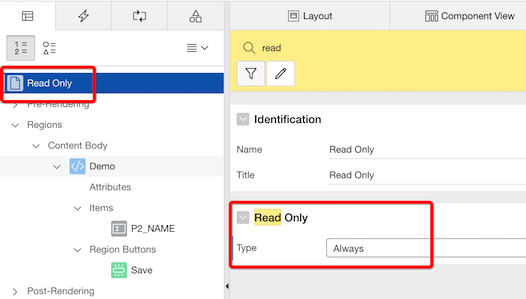 Layout
Component View
read
Read Only
Pre-Rendering
Regions
Content Body
Demo
Attributes
Items
P2_NAME
Region Buttons
Save
Post-Rendering
Identification
Name
Read Only
Title
Read Only
Read Only
Type
Always